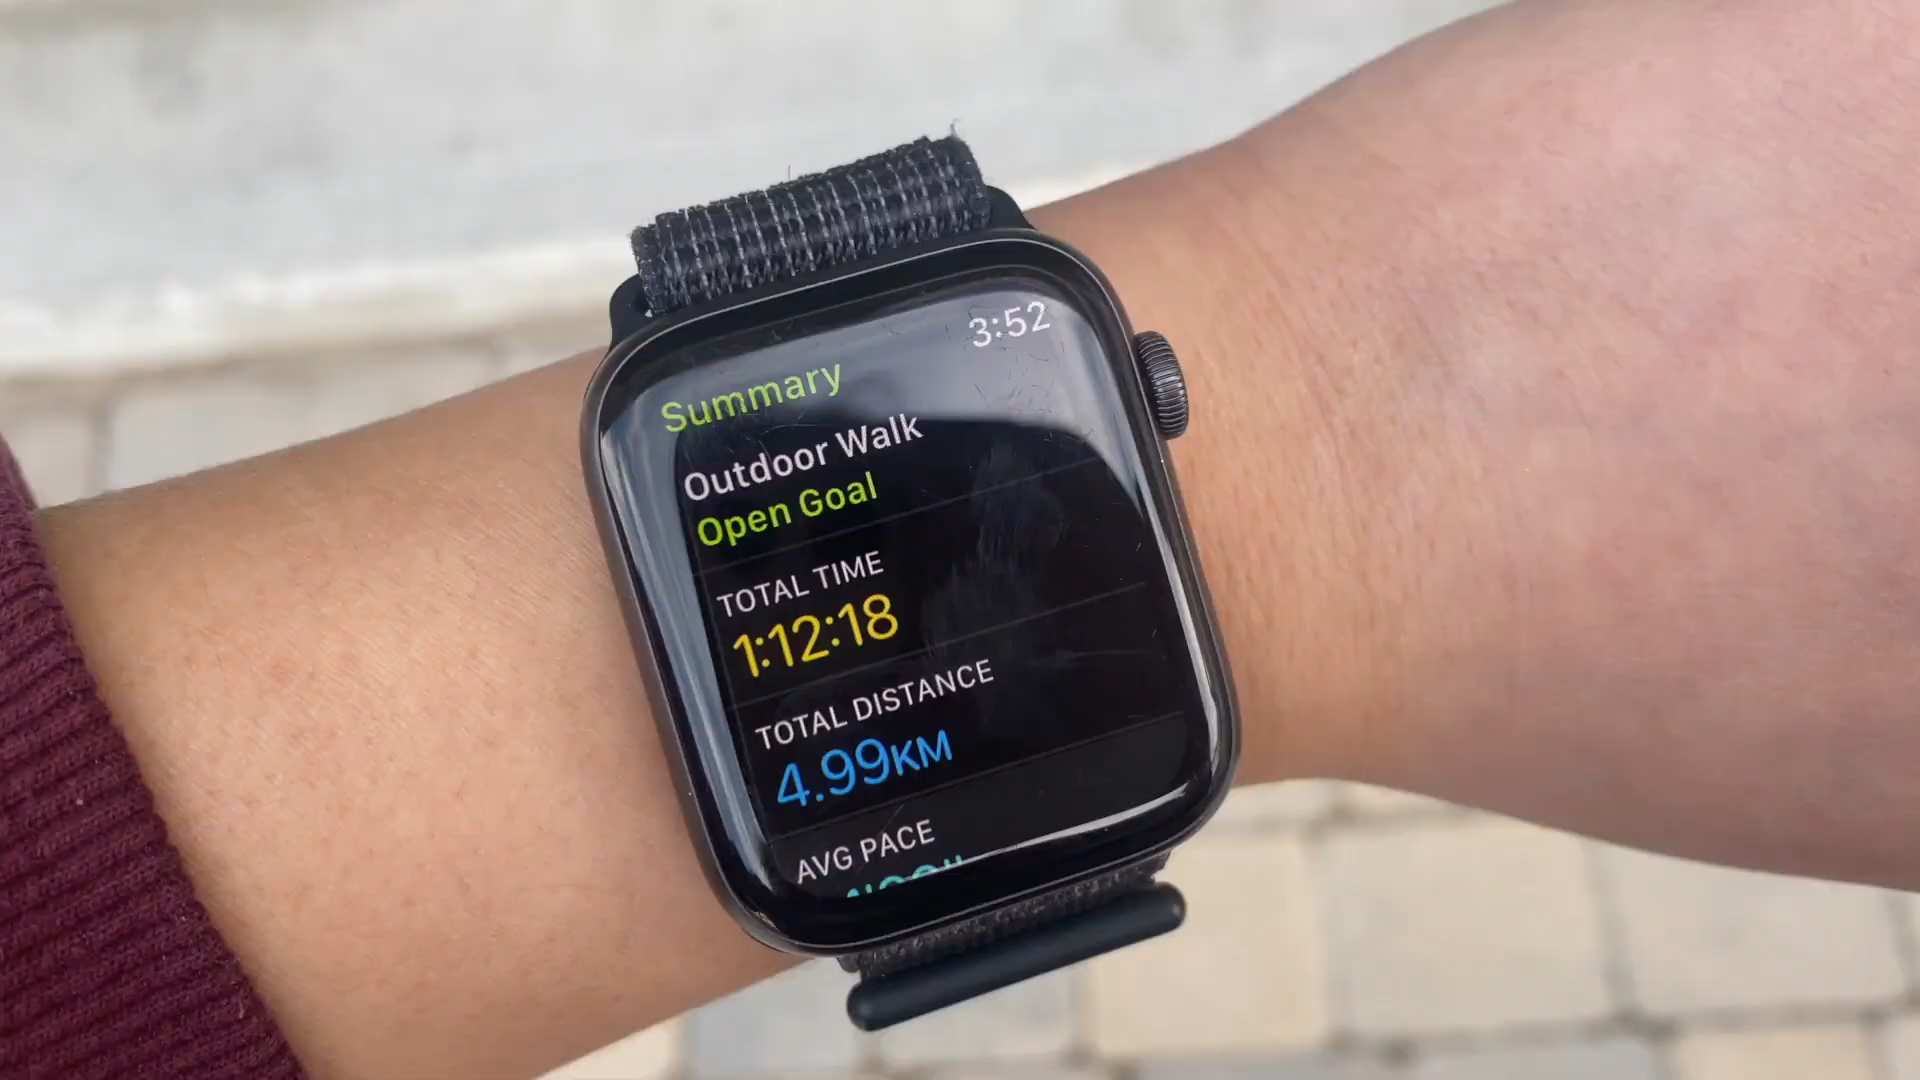 3:52
Summary
Outdoor Walk
Open Goal
TOTAL TIME
1:12:18
TOTAL DISTANCE
4.99KM
AVG PACE